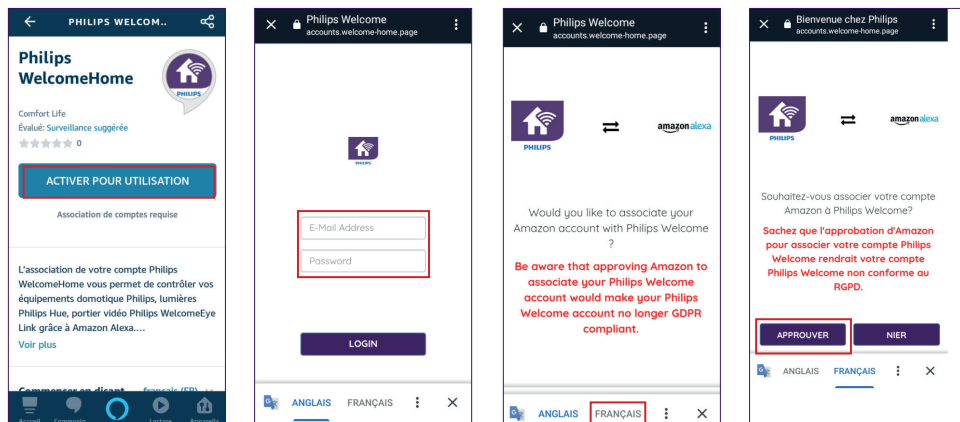 PHILIPS WELCOM..
Philips
WelcomeHome
PHILIPS
Comfort Life
Évalué: Surveillance suggérée
0
ACTIVER POUR UTILISATION
Association de comptes requise
L'association de votre compte Philips
WelcomeHome vous permet de contrôler vos
équipements domotique Philips, lumières
Philips Hue, portier vidéo Philips WelcomeEye
Link grâce à Amazon Alexa....
Voir plus
Commencer en disant français (FR)
Accueil Lecture Appareils
Philips Welcome
accounts.welcome-home.page
PHILIPS
E-Mail Address
Password
LOGIN
ANGLAIS FRANÇAIS
Philips Welcome
accounts.welcome-home.page
PHILIPS
amazon alexa
Would you like to associate your
Amazon account with Philips Welcome
?
Be aware that approving Amazon to
associate your Philips Welcome
account would make your Philips
Welcome account no longer GDPR
compliant.
ANGLAIS FRANÇAIS
Bienvenue chez Philips
accounts.welcome-home.page
PHILIPS
amazon alexa
Souhaitez-vous associer votre compte
Amazon à Philips Welcome?
Sachez que l'approbation d'Amazon
pour associer votre compte Philips
Welcome rendrait votre compte
Philips Welcome non conforme au
RGPD.
APPROUVER NIER
ANGLAIS FRANÇAIS